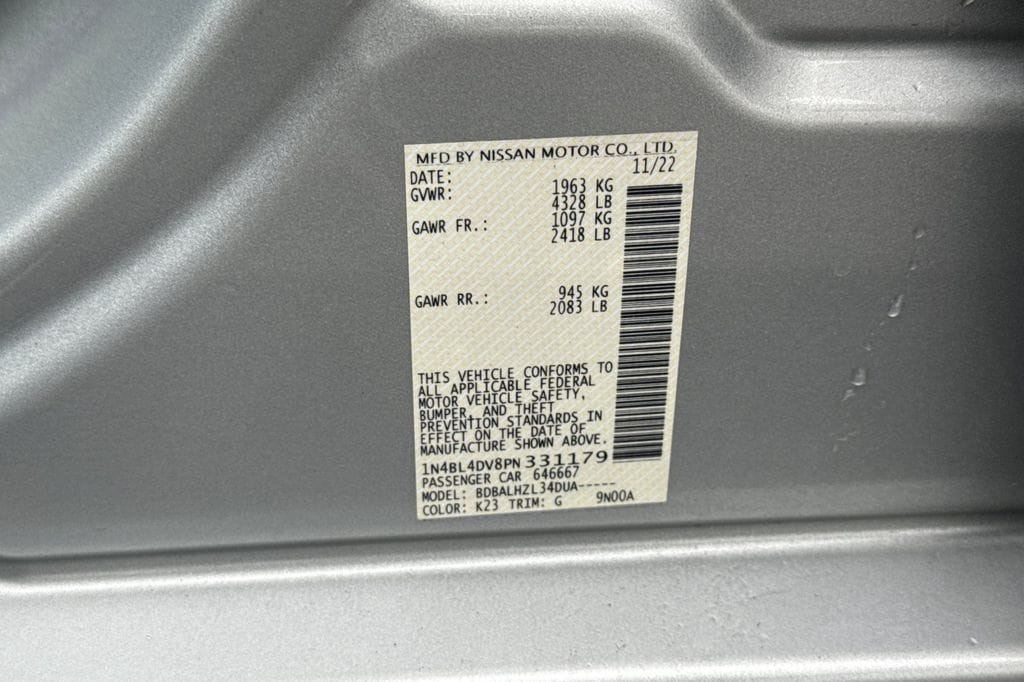 MFD BY NISSAN MOTOR CO., LTD.
DATE: 11/22
GVWR: 1963 KG
4328 LB
GAWR FR.: 1097 KG
2418 LB
GAWR RR.: 945 KG
2083 LB
THIS VEHICLE CONFORMS TO
ALL APPLICABLE FEDERAL
MOTOR VEHICLE SAFETY,
BUMPER, AND THEFT
PREVENTION STANDARDS IN
EFFECT ON THE DATE OF
MANUFACTURE SHOWN ABOVE.
1N4BL4DV8PN 331179
PASSENGER CAR 646667
MODEL: BDBALHZL34DUA-----
COLOR: K23 TRIM: G 9N00A